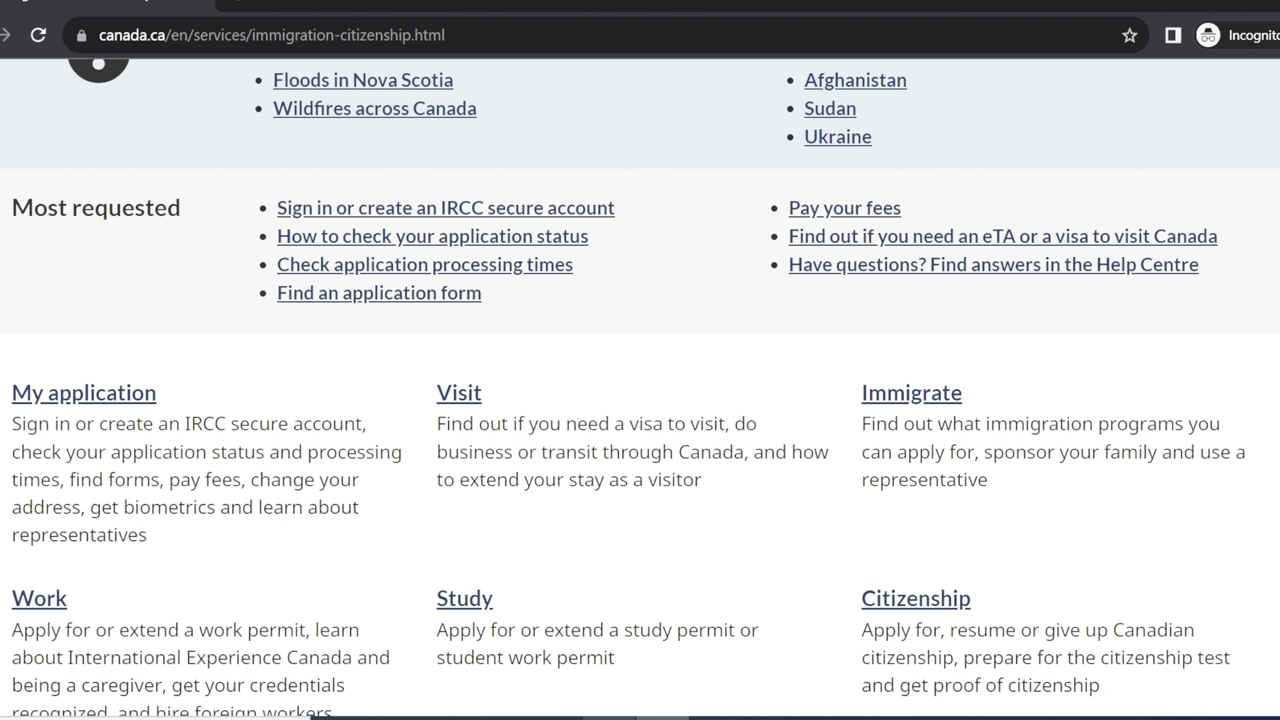 canada.ca/en/services/immigration-citizenship.html
Incognito
Floods in Nova Scotia
Wildfires across Canada
Afghanistan
Sudan
Ukraine
Most requested
Sign in or create an IRCC secure account
How to check your application status
Check application processing times
Find an application form
Pay your fees
Find out if you need an eTA or a visa to visit Canada
Have questions? Find answers in the Help Centre
My application
Sign in or create an IRCC secure account,
check your application status and processing
times, find forms, pay fees, change your
address, get biometrics and learn about
representatives
Visit
Find out if you need a visa to visit, do
business or transit through Canada, and how
to extend your stay as a visitor
Immigrate
Find out what immigration programs you
can apply for, sponsor your family and use a
representative
Work
Apply for or extend a work permit, learn
about International Experience Canada and
being a caregiver, get your credentials
recognized, and hire foreign workers
Study
Apply for or extend a study permit or
student work permit
Citizenship
Apply for, resume or give up Canadian
citizenship, prepare for the citizenship test
and get proof of citizenship